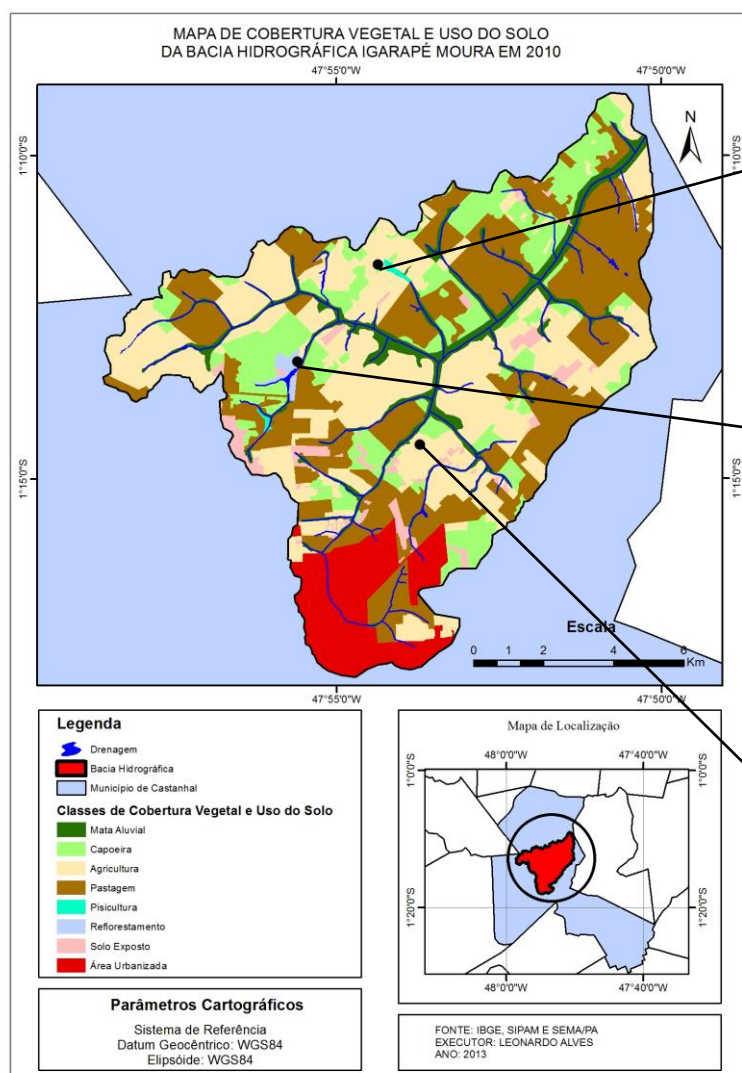 MAPA DE COBERTURA VEGETAL E USO DO SOLO
DA BACIA HIDROGRÁFICA IGARAPÉ MOURA EM 2010
47°55'0"W
47°50'0"W
N
1°10'0"S
1°10'0"S
1°15'0"S
1°15'0"S
Escala
0 1 2 4 6
Km
47°55'0"W
47°50'0"W
Legenda
Drenagem
Bacia Hidrográfica
Município de Castanhal
Classes de Cobertura Vegetal e Uso do Solo
Mata Aluvial
Capoeira
Agricultura
Pastagem
Pisicultura
Reflorestamento
Solo Exposto
Área Urbanizada
Mapa de Localização
48°0'0"W
47°40'0"W
1°0'0"S
1°0'0"S
1°20'0"S
1°20'0"S
48°0'0"W
47°40'0"W
Parâmetros Cartográficos
Sistema de Referência
Datum Geocêntrico: WGS84
Elipsóide: WGS84
FONTE: IBGE, SIPAM E SEMA/PA
EXECUTOR: LEONARDO ALVES
ANO: 2013